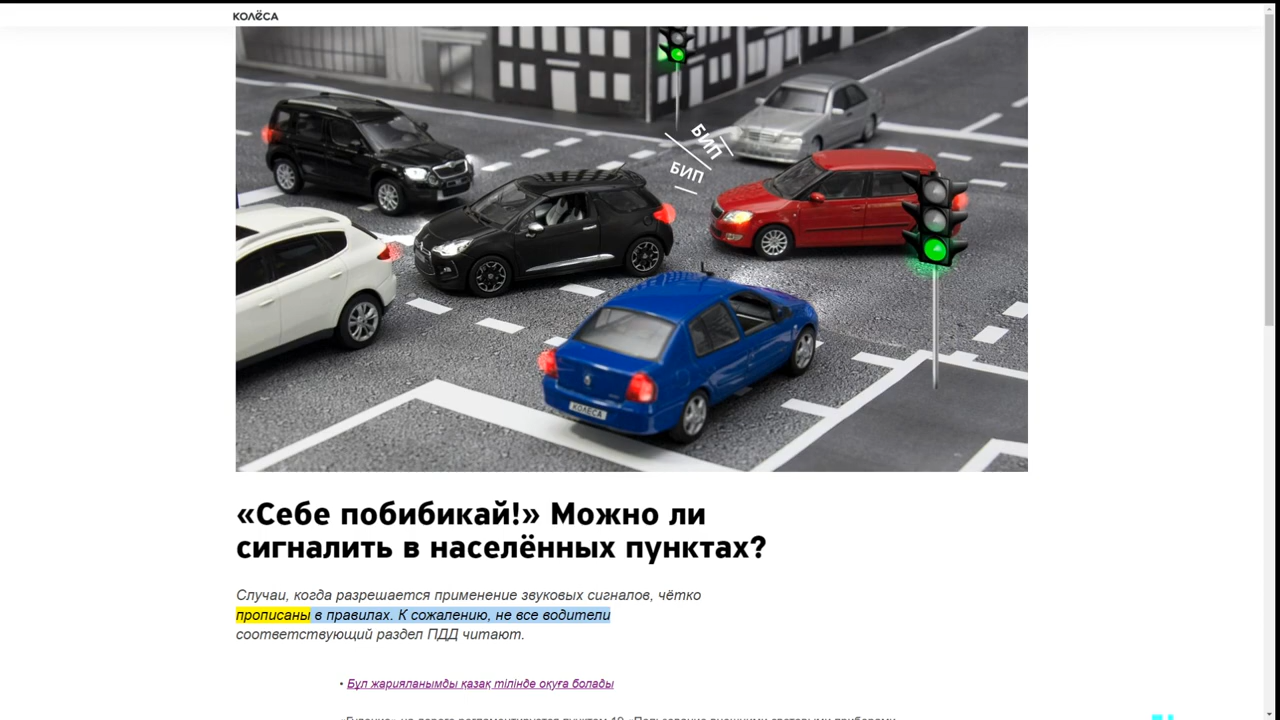 КОЛЁСА
БИП
БИП
КОЛЁСА
«Себе побибикай!» Можно ли
сигналить в населённых пунктах?
Случаи, когда разрешается применение звуковых сигналов, чётко
прописаны в правилах. К сожалению, не все водители
соответствующий раздел ПДД читают.
• Бұл жарияланымды қазақ тілінде оқуға болады